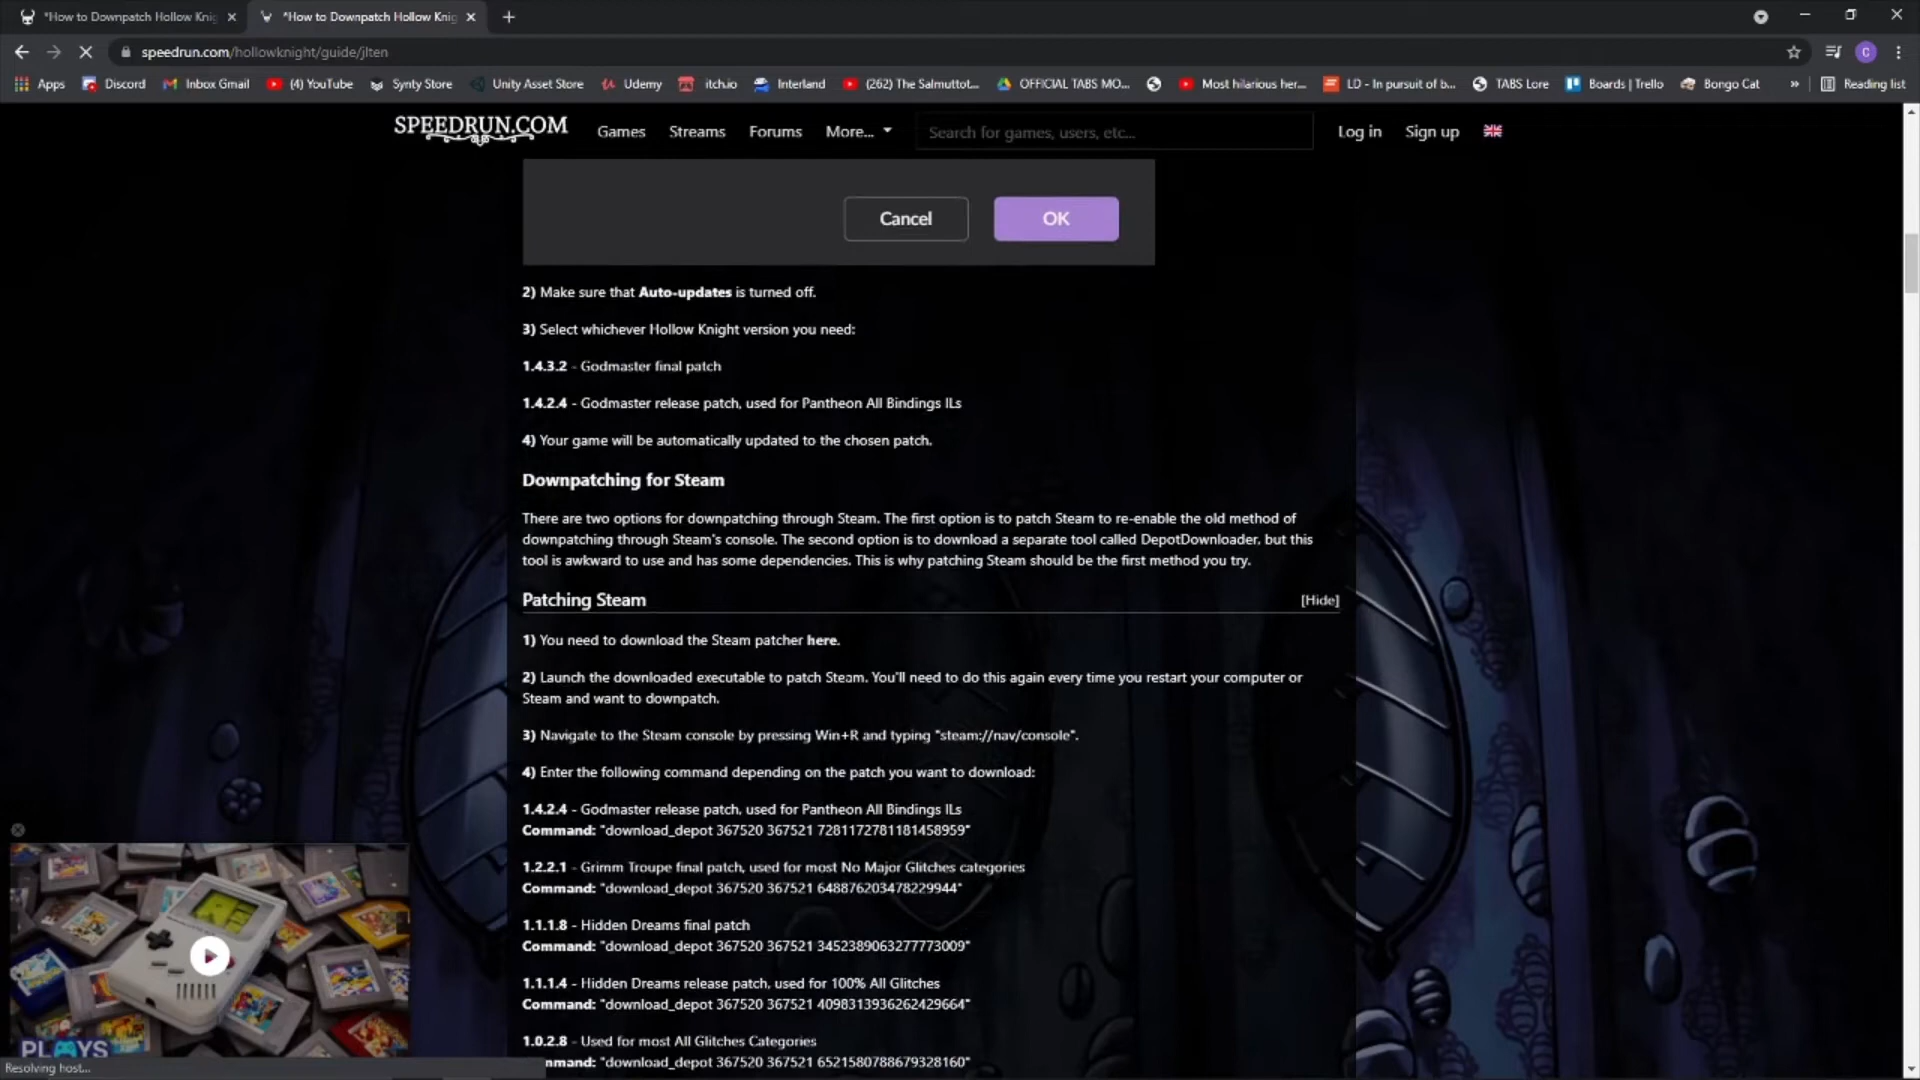 *How to Downpatch Hollow Knig
*How to Downpatch Hollow Knig
speedrun.com/hollowknight/guide/jlten
C
Apps
Discord
Inbox Gmail
(4) YouTube
Synty Store
Unity Asset Store
Udemy
itch.io
Interland
(262) The Salmuttot...
OFFICIAL TABS MO...
Most hilarious her...
LD - In pursuit of b...
TABS Lore
Boards | Trello
Bongo Cat
»
Reading list
SPEEDRUN.COM
Games
Streams
Forums
More...
Search for games, users, etc...
Log in
Sign up
Cancel
OK
2) Make sure that Auto-updates is turned off.
3) Select whichever Hollow Knight version you need:
1.4.3.2 - Godmaster final patch
1.4.2.4 - Godmaster release patch, used for Pantheon All Bindings ILs
4) Your game will be automatically updated to the chosen patch.
Downpatching for Steam
There are two options for downpatching through Steam. The first option is to patch Steam to re-enable the old method of
downpatching through Steam's console. The second option is to download a separate tool called DepotDownloader, but this
tool is awkward to use and has some dependencies. This is why patching Steam should be the first method you try.
Patching Steam
[Hide]
1) You need to download the Steam patcher here.
2) Launch the downloaded executable to patch Steam. You'll need to do this again every time you restart your computer or
Steam and want to downpatch.
3) Navigate to the Steam console by pressing Win+R and typing "steam://nav/console".
4) Enter the following command depending on the patch you want to download:
1.4.2.4 - Godmaster release patch, used for Pantheon All Bindings ILs
Command: "download_depot 367520 367521 7281172781181458959"
1.2.2.1 - Grimm Troupe final patch, used for most No Major Glitches categories
Command: "download_depot 367520 367521 648876203478229944"
1.1.1.8 - Hidden Dreams final patch
Command: "download_depot 367520 367521 3452389063277773009"
1.1.1.4 - Hidden Dreams release patch, used for 100% All Glitches
Command: "download_depot 367520 367521 4098313936262429664"
1.0.2.8 - Used for most All Glitches Categories
mmand: "download_depot 367520 367521 6521580788679328160"
PLAYS
Resolving host...